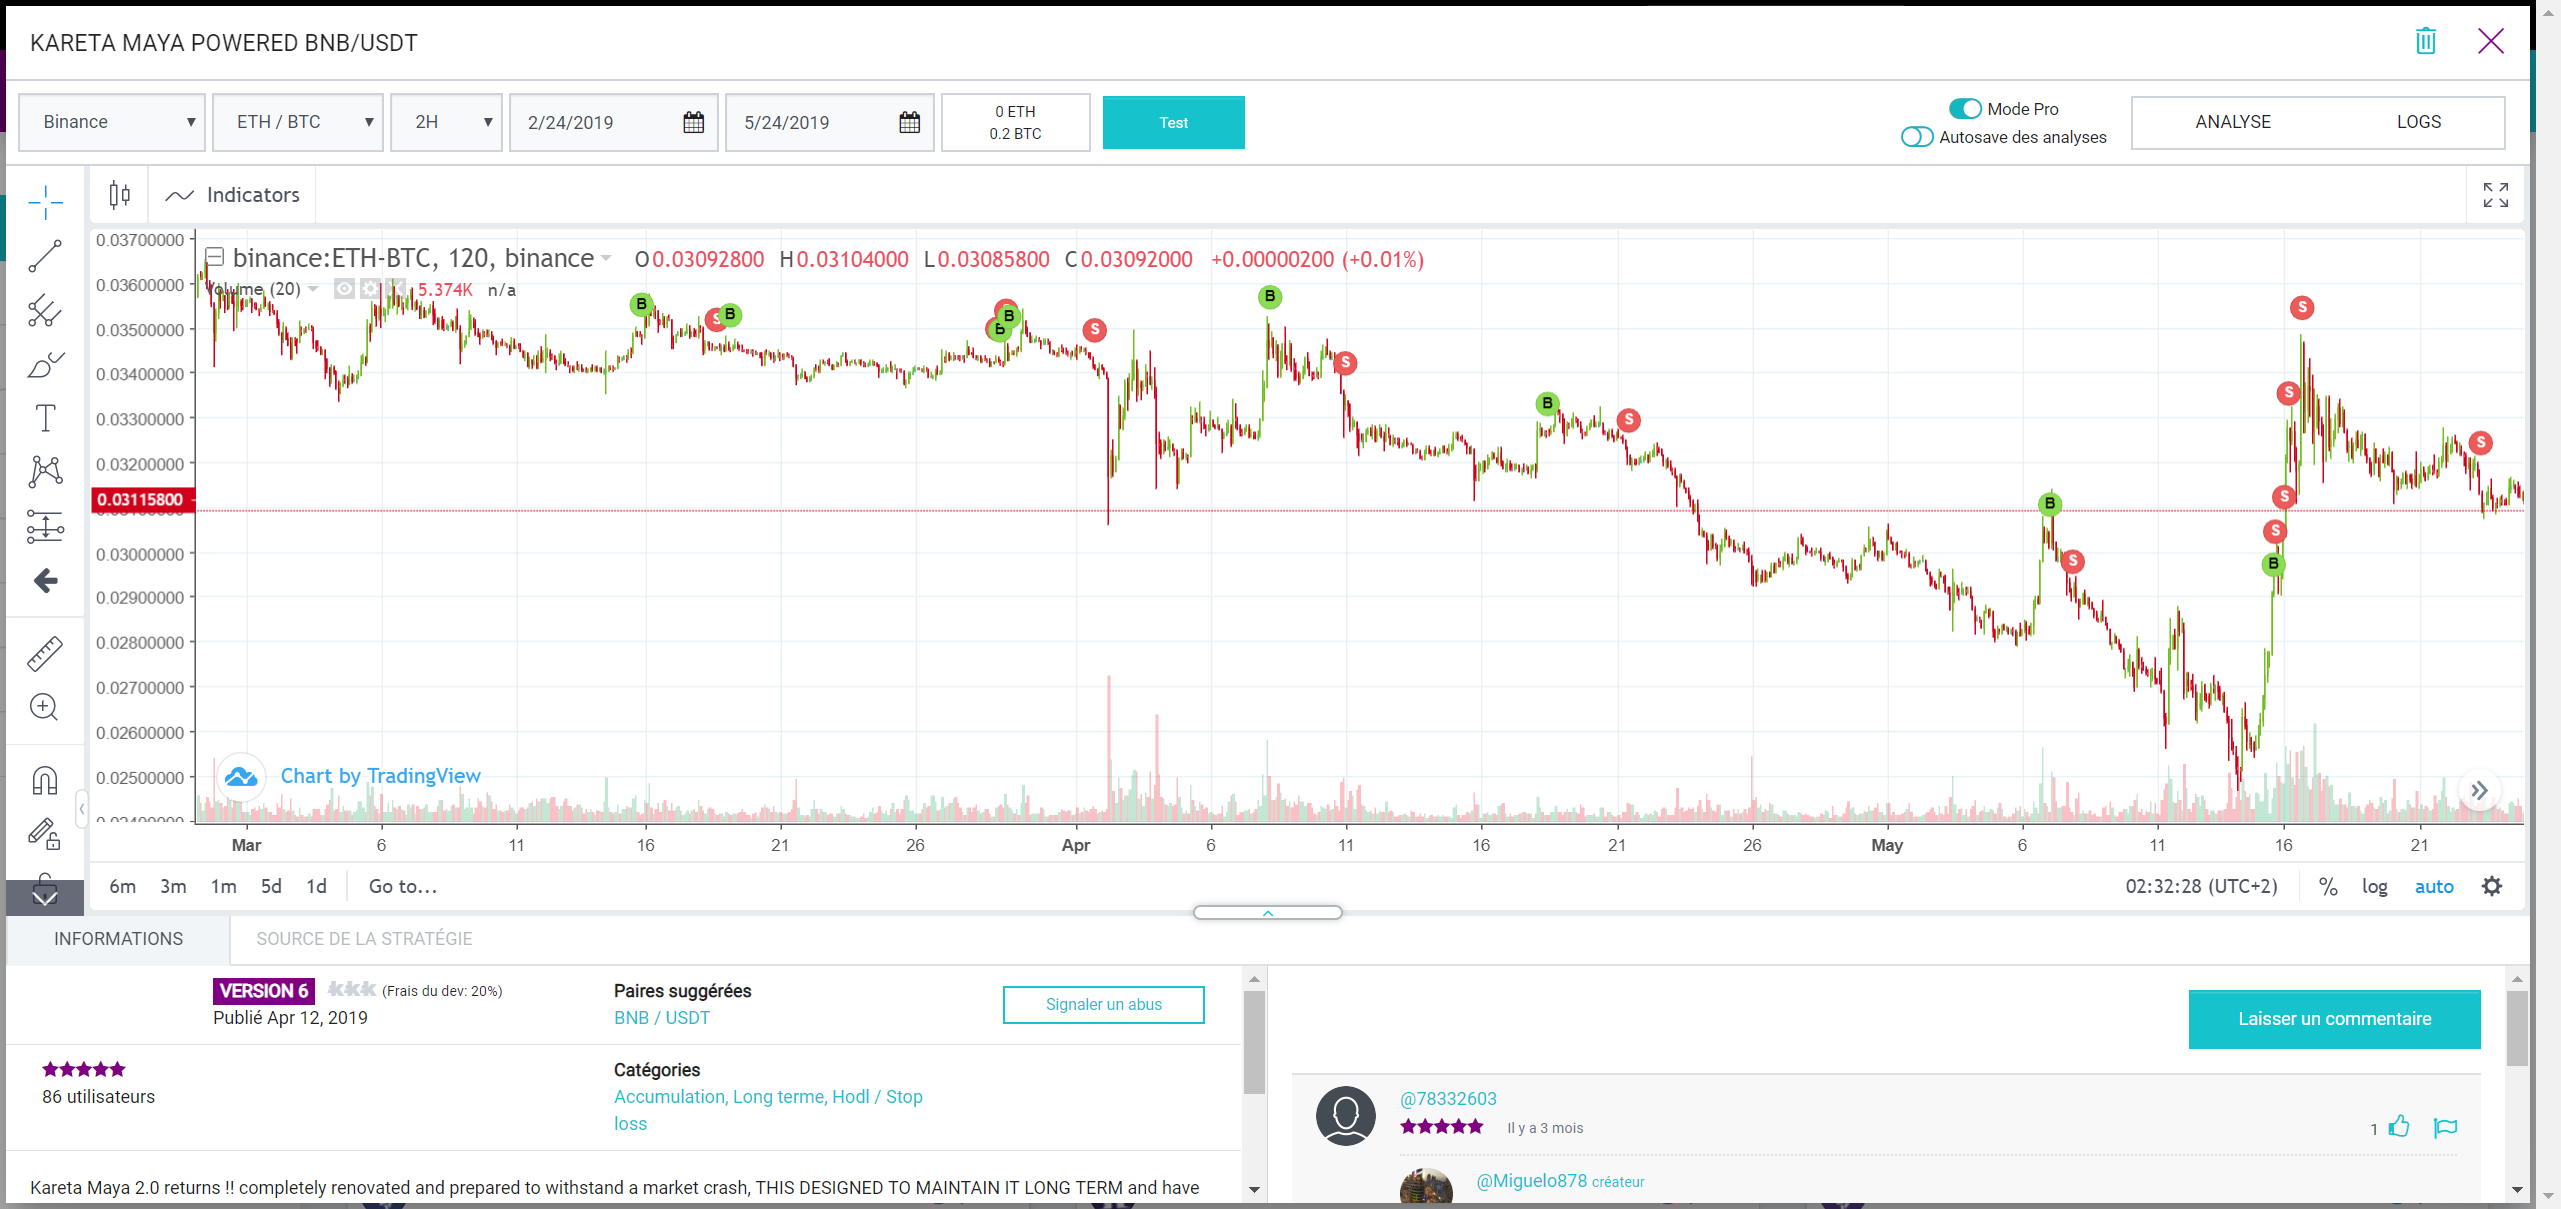 KARETA MAYA POWERED BNB/USDT
Binance
ETH / BTC
2H
2/24/2019
5/24/2019
0 ETH
0.2 BTC
Test
Mode Pro
Autosave des analyses
ANALYSE
LOGS
Indicators
binance:ETH-BTC, 120, binance O0.03092800 H0.03104000 L0.03085800 C0.03092000 +0.00000200 (+0.01%)
Volume (20) 5.374K n/a
0.03700000
0.03600000
0.03500000
0.03400000
0.03300000
0.03200000
0.03115800
0.03000000
0.02900000
0.02800000
0.02700000
0.02600000
0.02500000
0.02400000
B
S
B
B
B
S
B
S
B
S
B
S
B
S
S
S
S
S
Chart by TradingView
Mar 6 11 16 21 26 Apr 6 11 16 21 26 May 6 11 16 21
6m 3m 1m 5d 1d Go to...
02:32:28 (UTC+2) % log auto
INFORMATIONS
SOURCE DE LA STRATÉGIE
VERSION 6 (Frais du dev: 20%)
Publié Apr 12, 2019
Paires suggérées
BNB / USDT
Signaler un abus
86 utilisateurs
Catégories
Accumulation, Long terme, Hodl / Stop
loss
Kareta Maya 2.0 returns !! completely renovated and prepared to withstand a market crash, THIS DESIGNED TO MAINTAIN IT LONG TERM and have
Laisser un commentaire
@78332603
Il y a 3 mois
1
@Miguelo878 créateur